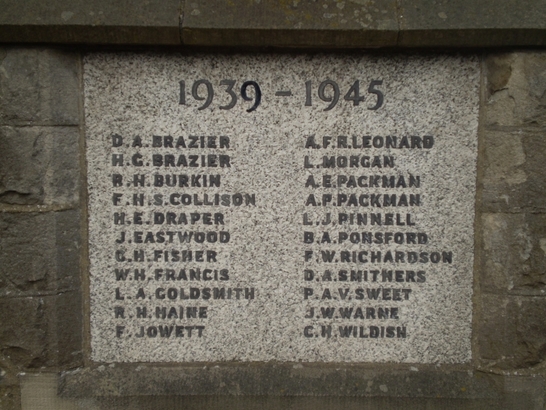 1939 - 1945
D. A. BRAZIER
H. G. BRAZIER
R. H. BURKIN
F. H. S. COLLISON
H. E. DRAPER
J. EASTWOOD
G. H. FISHER
W. H. FRANCIS
L. A. GOLDSMITH
R. H. HAINE
F. JOWETT
A. F. R. LEONARD
L. MORGAN
A. E. PACKMAN
A. P. PACKMAN
L. J. PINNELL
B. A. PONSFORD
F. W. RICHARDSON
D. A. SMITHERS
P. A. V. SWEET
J. W. WARNE
C. H. WILDISH